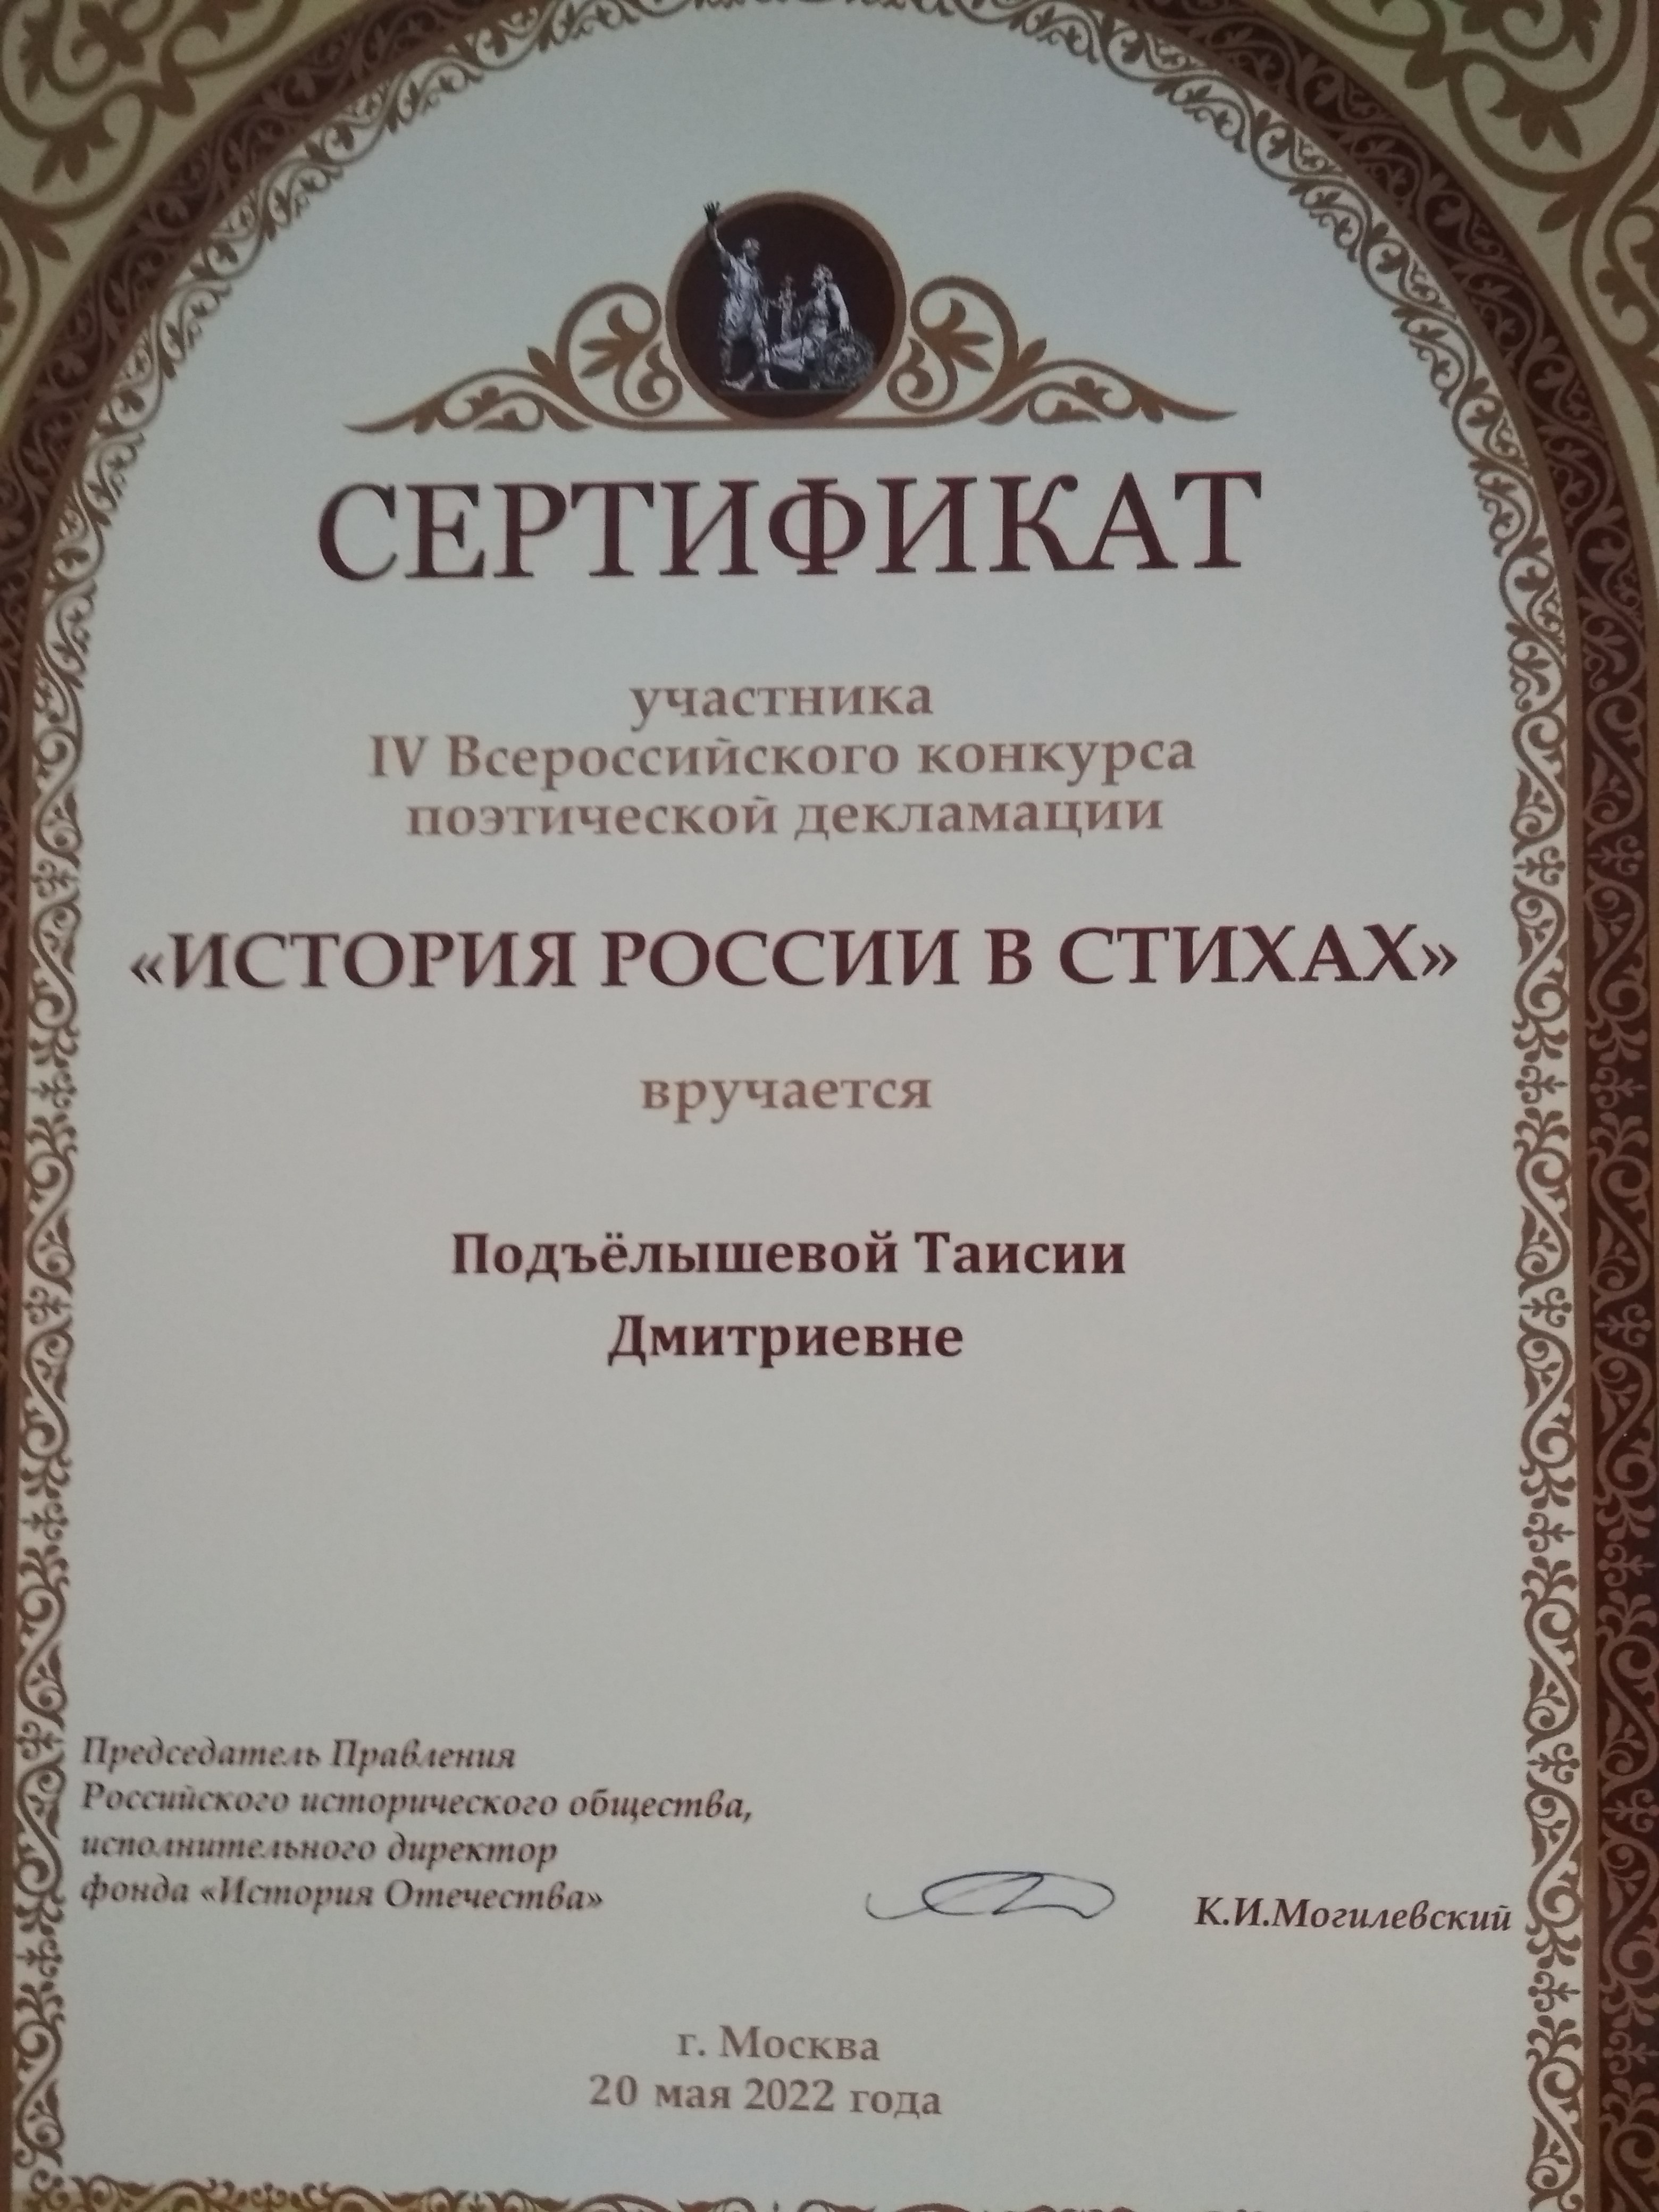 СЕРТИФИКАТ
участника
IV Всероссийского конкурса
поэтической декламации
«ИСТОРИЯ РОССИИ В СТИХАХ»
вручается
Подъёлышевой Таисии
Дмитриевне
Председатель Правления
Российского исторического общества,
исполнительного директор
фонда «История Отечества»
К.И.Могилевский
г. Москва
20 мая 2022 года